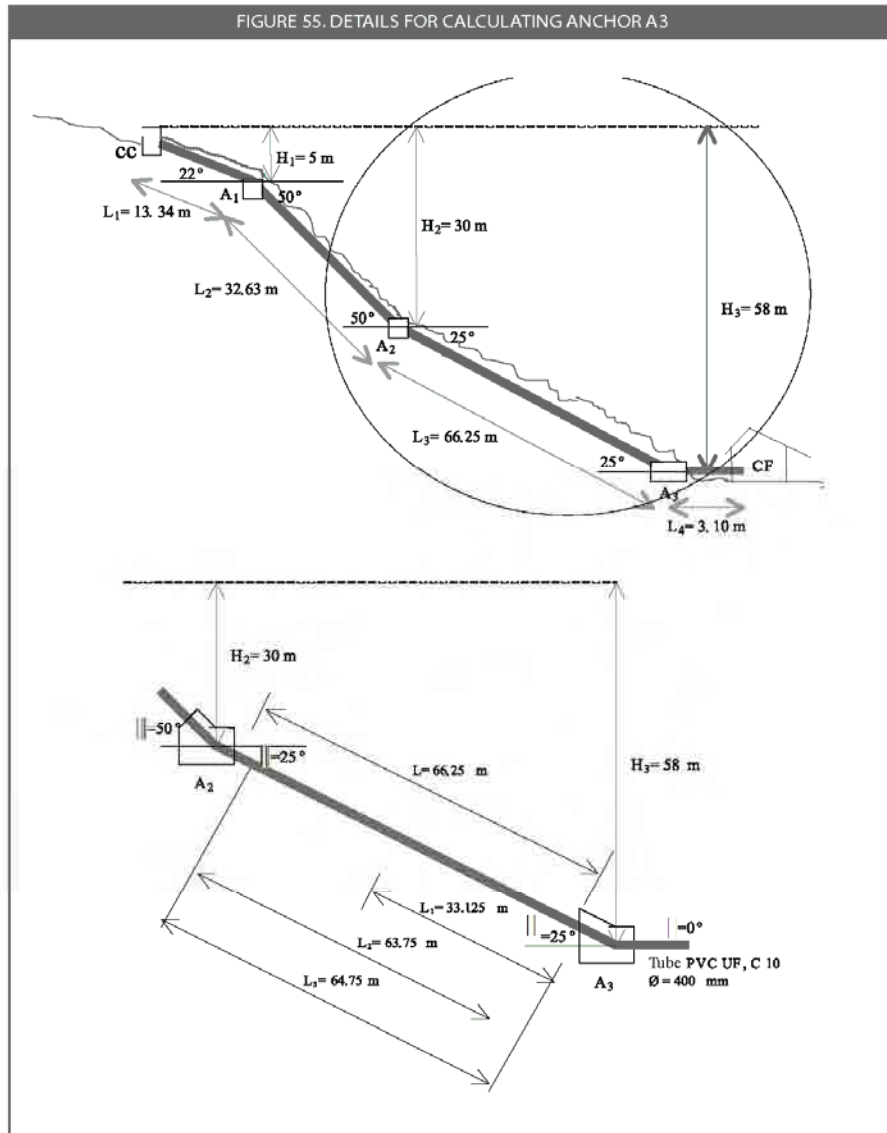 FIGURE 55. DETAILS FOR CALCULATING ANCHOR A3
CC
H₁= 5 m
22°
A₁
50°
L₁= 13. 34 m
H₂= 30 m
L₂= 32.63 m
H₃= 58 m
50°
25°
A₂
L₃= 66.25 m
25°
CF
A₃
L₄= 3. 10 m
H₂= 30 m
=50°
=25°
L=66,25 m
H₃= 58 m
A₂
L₁=33.125 m
=25°
=0°
L₂= 63.75 m
Tube PVC UF, C 10
Ø = 400 mm
A₃
L₃= 64.75 m